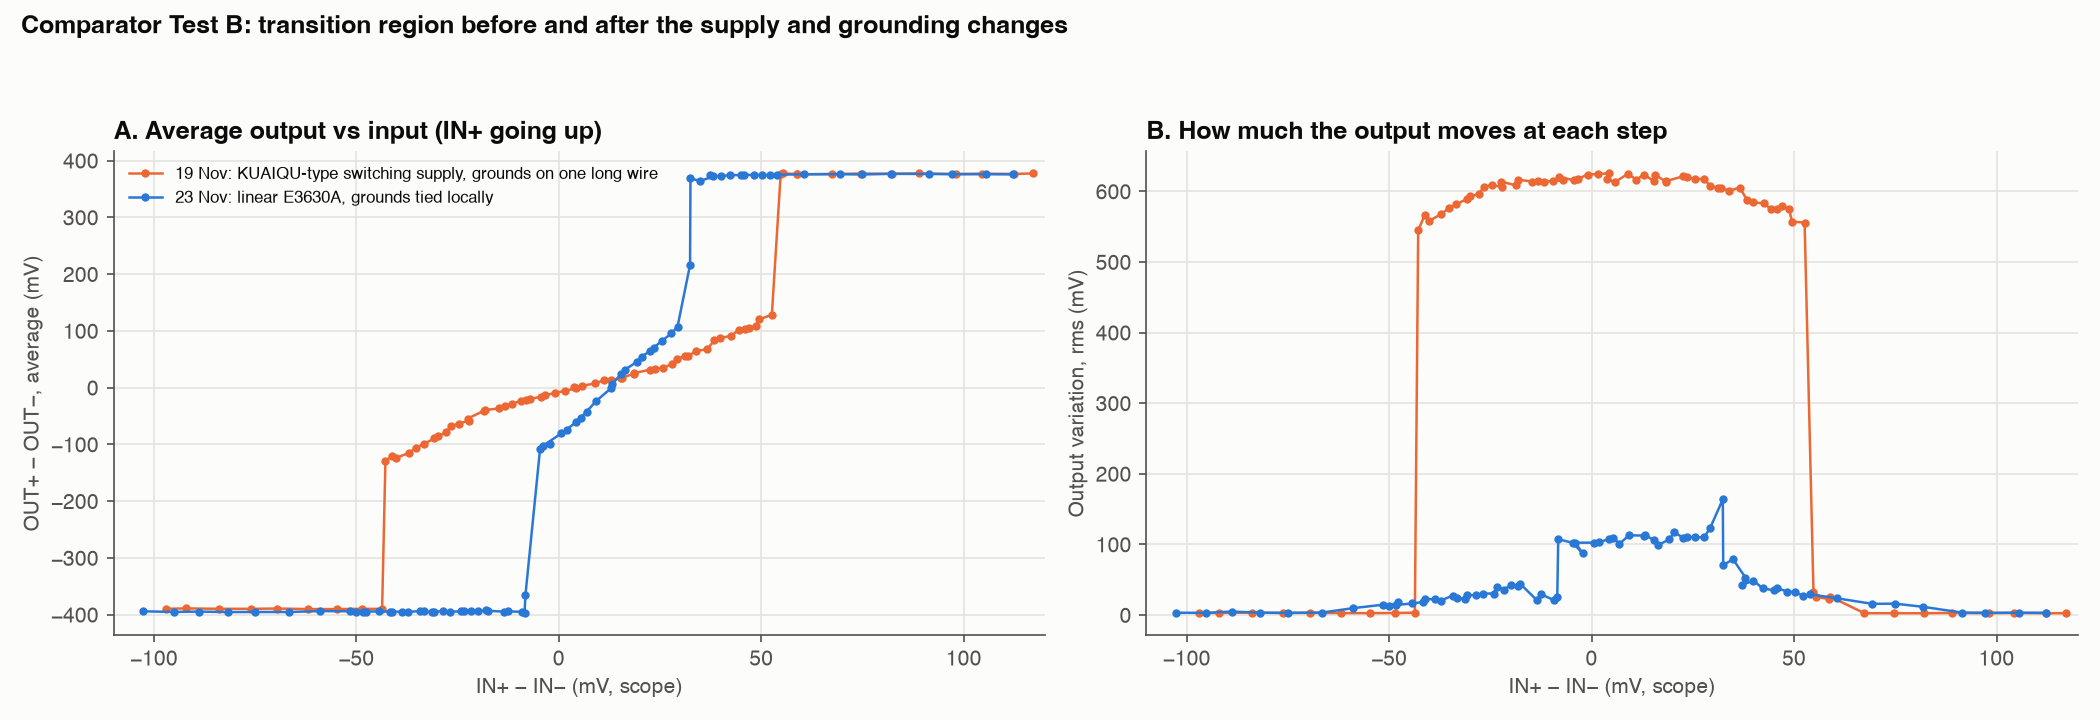 Comparator Test B: transition region before and after the supply and grounding changes
A. Average output vs input (IN+ going up)
400
300
200
100
0
−100
−200
−300
−400
OUT+ − OUT−, average (mV)
19 Nov: KUAIQU-type switching supply, grounds on one long wire
23 Nov: linear E3630A, grounds tied locally
−100
−50
0
50
100
IN+ − IN− (mV, scope)
B. How much the output moves at each step
600
500
400
300
200
100
0
Output variation, rms (mV)
−100
−50
0
50
100
IN+ − IN− (mV, scope)